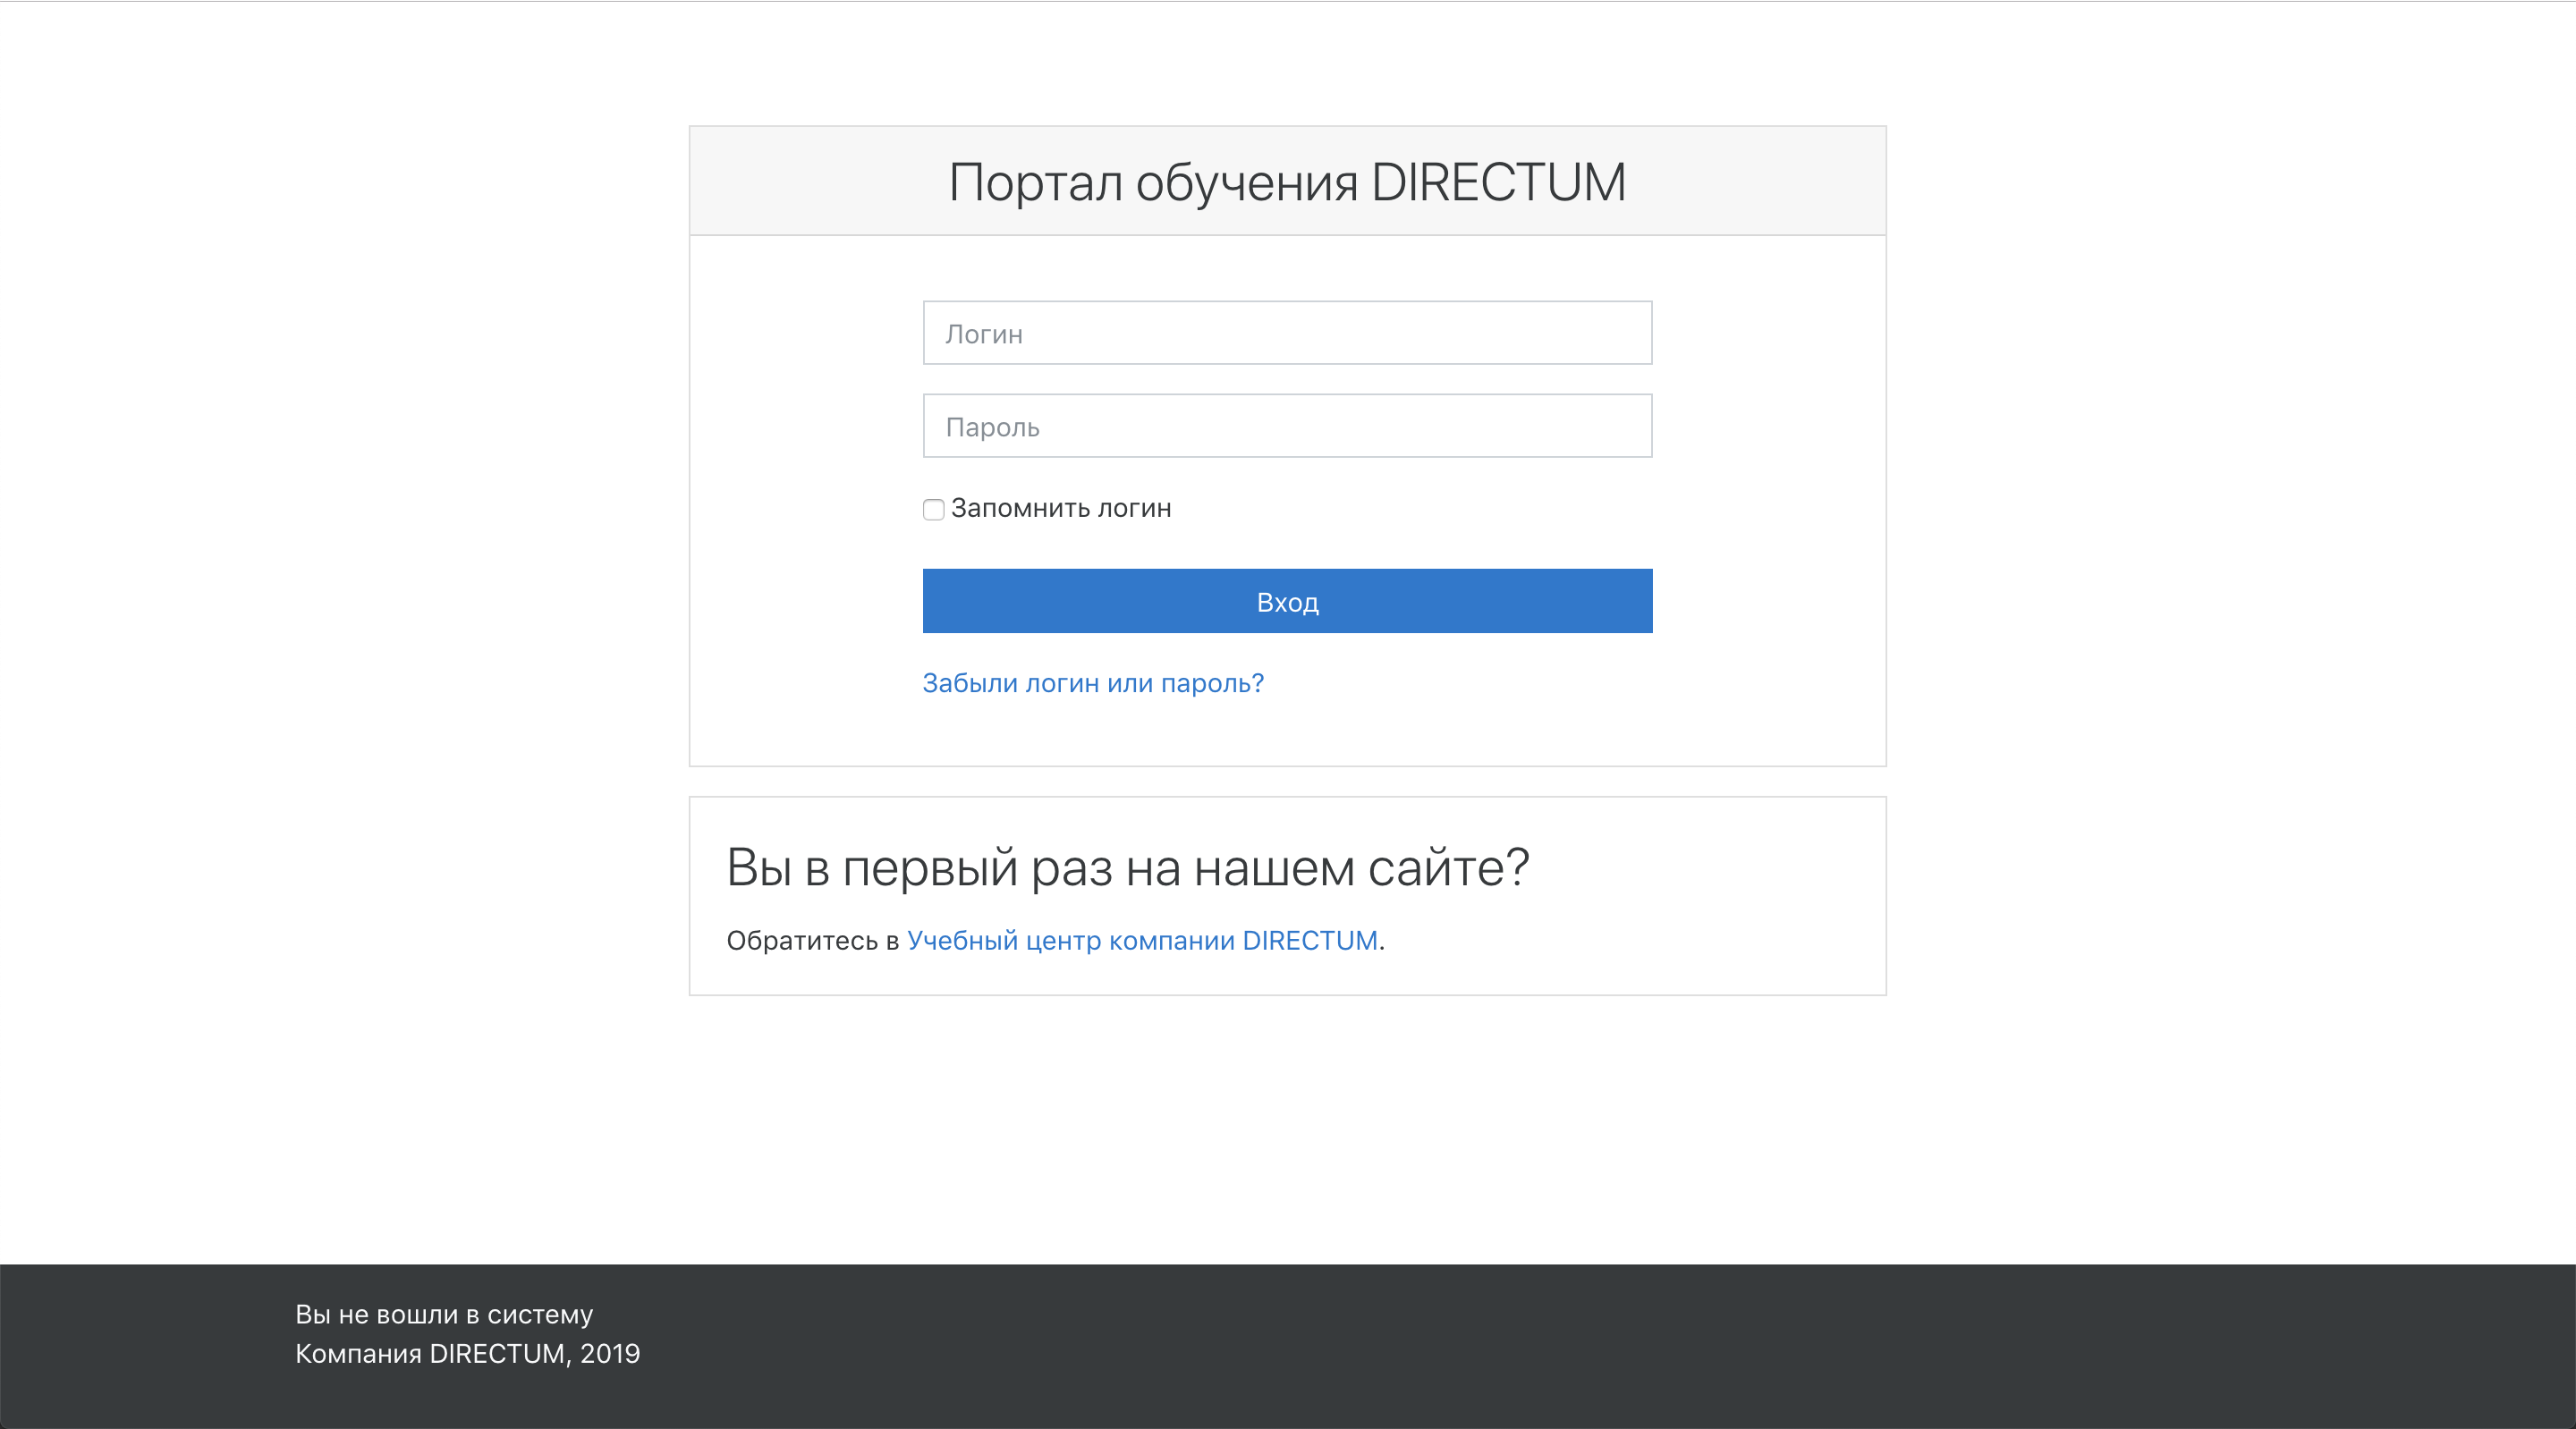 Портал обучения DIRECTUM
Логин
Пароль
Запомнить логин
Вход
Забыли логин или пароль?
Вы в первый раз на нашем сайте?
Обратитесь в Учебный центр компании DIRECTUM.
Вы не вошли в систему
Компания DIRECTUM, 2019